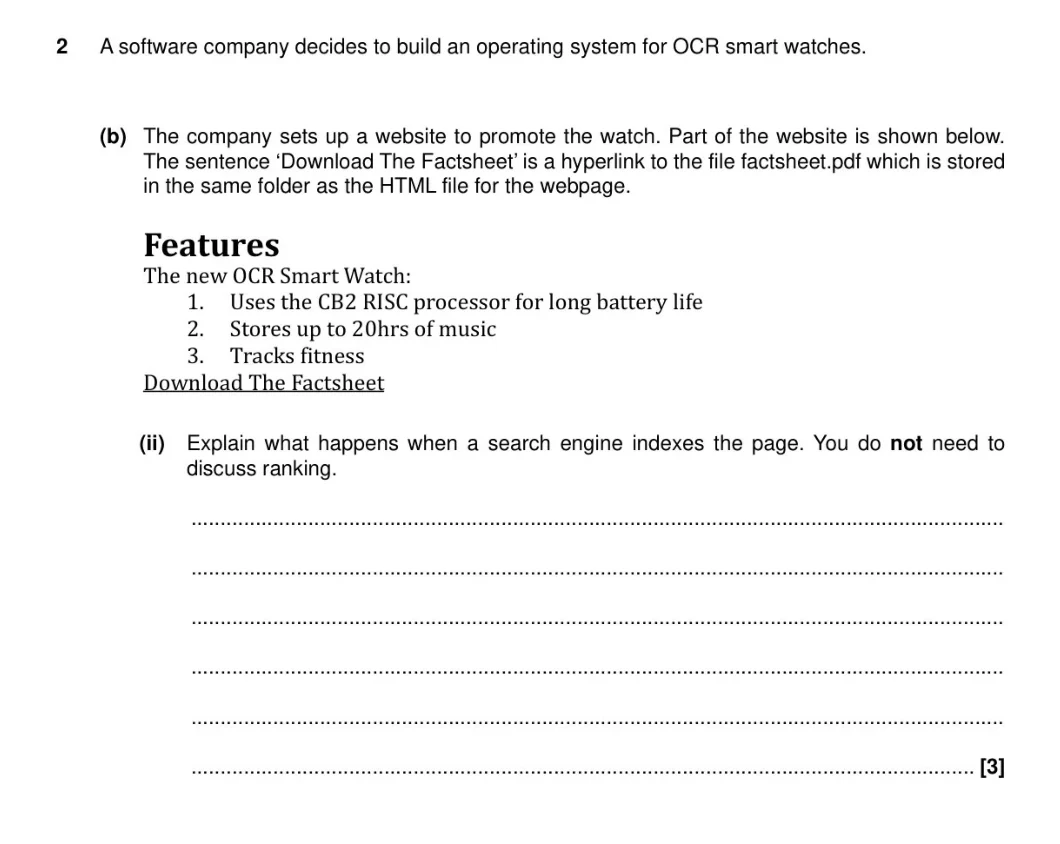 2 A software company decides to build an operating system for OCR smart watches.
(b) The company sets up a website to promote the watch. Part of the website is shown below.
The sentence ‘Download The Factsheet’ is a hyperlink to the file factsheet.pdf which is stored
in the same folder as the HTML file for the webpage.
Features
The new OCR Smart Watch:
1. Uses the CB2 RISC processor for long battery life
2. Stores up to 20hrs of music
3. Tracks fitness
Download The Factsheet
(ii) Explain what happens when a search engine indexes the page. You do not need to
discuss ranking.
[3]